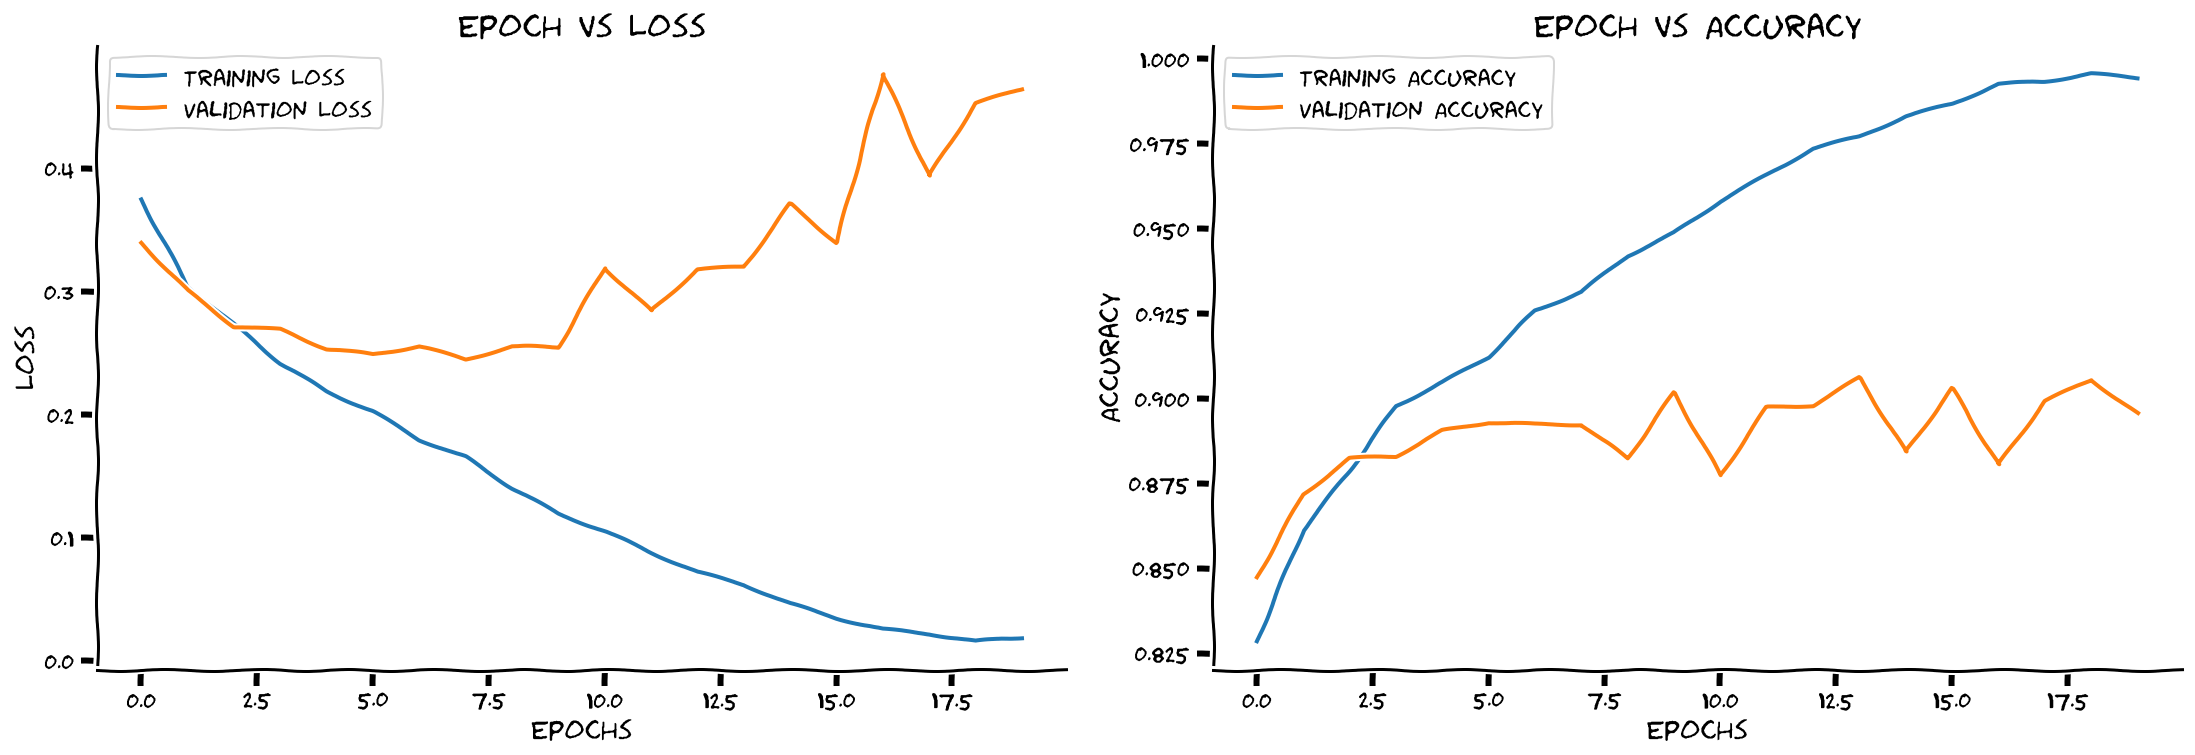 EPOCH VS LOSS
TRAINING LOSS
VALIDATION LOSS
LOSS
0.4
0.3
0.2
0.1
0.0
0.0 2.5 5.0 7.5 10.0 12.5 15.0 17.5
EPOCHS
EPOCH VS ACCURACY
TRAINING ACCURACY
VALIDATION ACCURACY
ACCURACY
1.000
0.975
0.950
0.925
0.900
0.875
0.850
0.825
0.0 2.5 5.0 7.5 10.0 12.5 15.0 17.5
EPOCHS